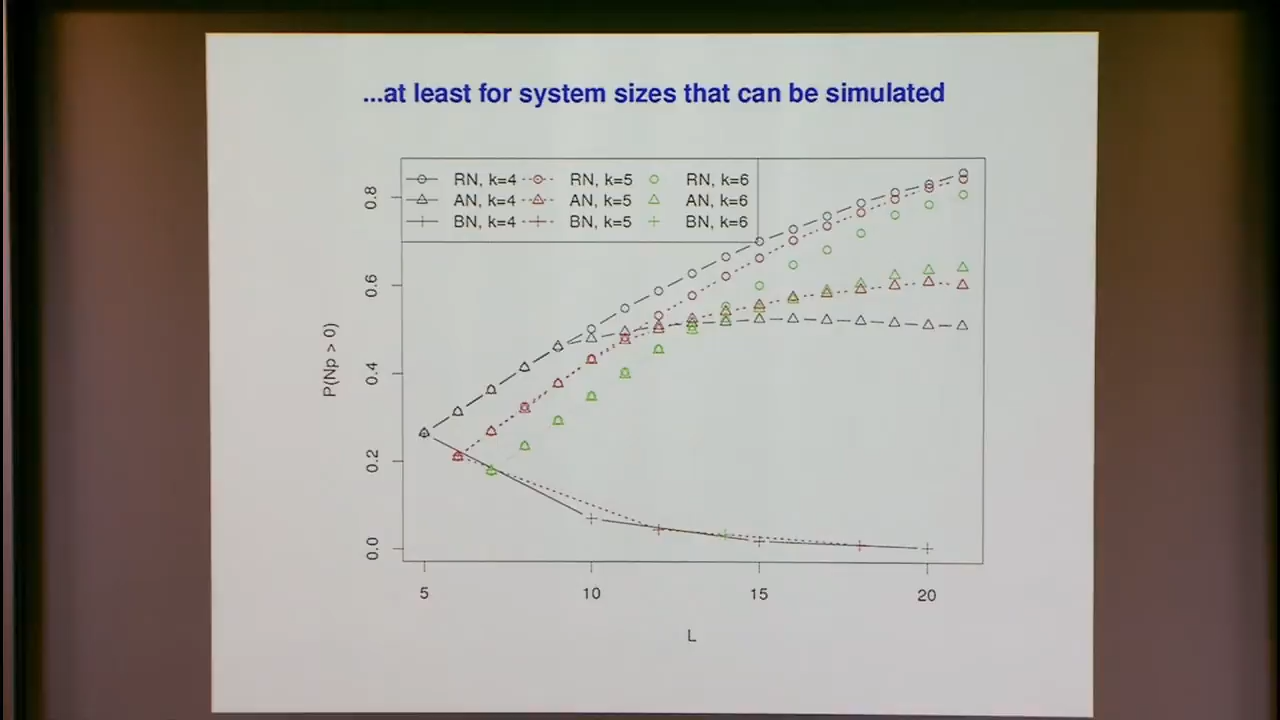 ...at least for system sizes that can be simulated
RN, k=4 RN, k=5 RN, k=6
AN, k=4 AN, k=5 AN, k=6
BN, k=4 BN, k=5 BN, k=6
0.8
0.6
0.4
0.2
0.0
P(Np > 0)
5 10 15 20
L